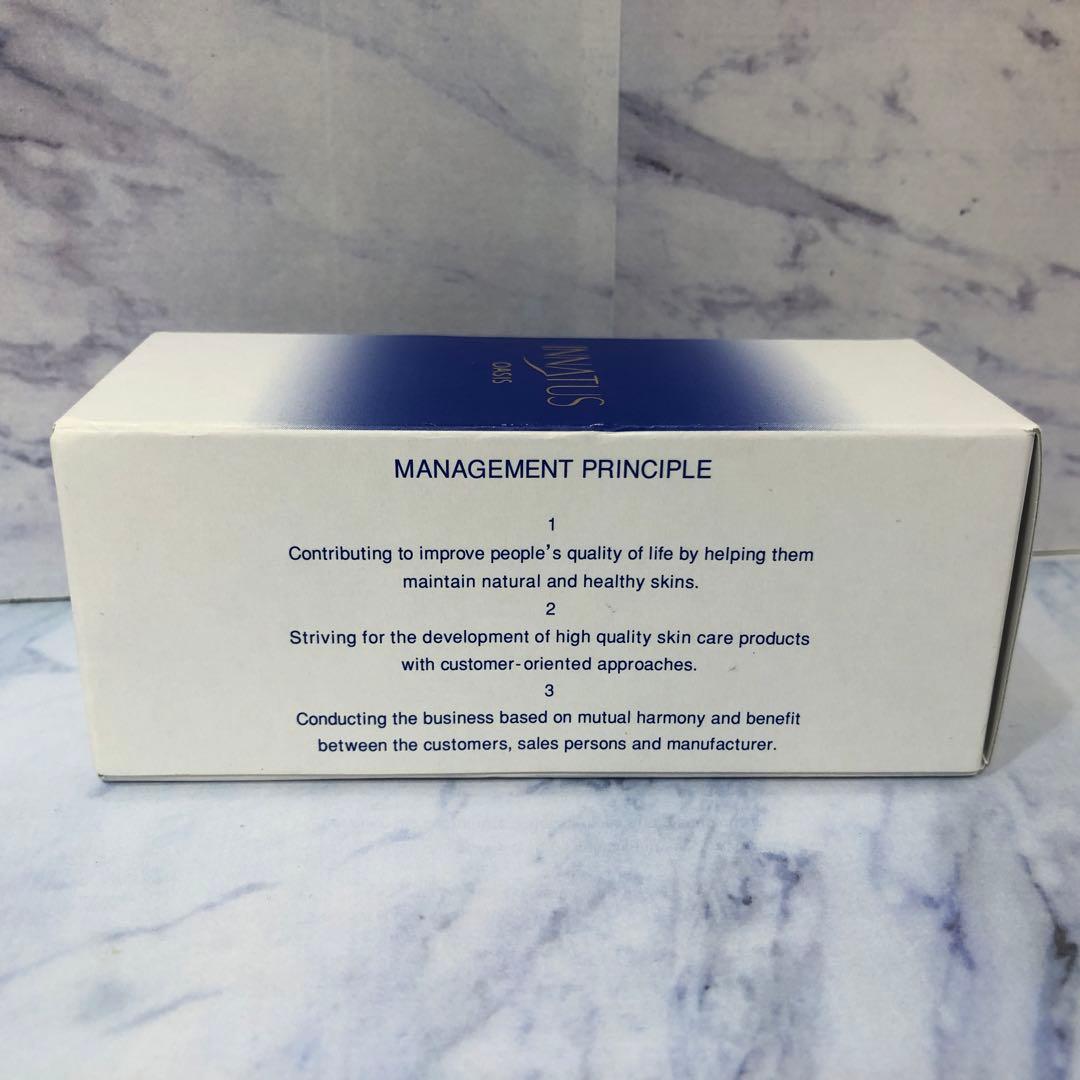 INNATUS
OASIS
MANAGEMENT PRINCIPLE
1
Contributing to improve people's quality of life by helping them
maintain natural and healthy skins.
2
Striving for the development of high quality skin care products
with customer-oriented approaches.
3
Conducting the business based on mutual harmony and benefit
between the customers, sales persons and manufacturer.